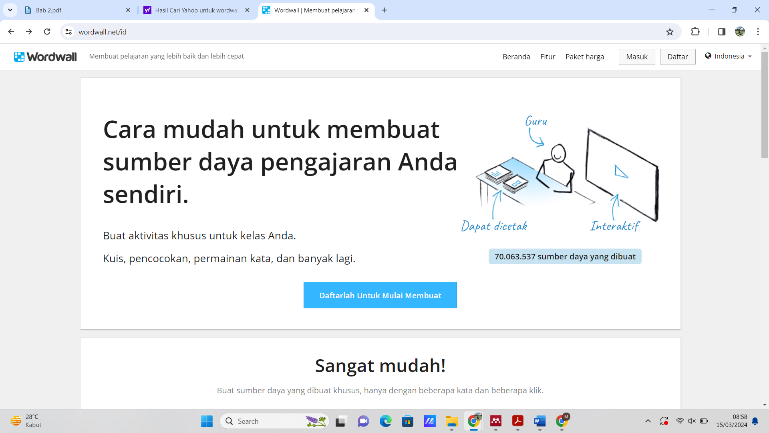 Bab 2.pdf
Hasil Cari Yahoo untuk wordwa
Wordwall | Membuat pelajaran
wordwall.net/id
Wordwall
Membuat pelajaran yang lebih baik dan lebih cepat
Beranda
Fitur
Paket harga
Masuk
Daftar
Indonesia
Cara mudah untuk membuat
sumber daya pengajaran Anda
sendiri.
Buat aktivitas khusus untuk kelas Anda.
Kuis, pencocokan, permainan kata, dan banyak lagi.
Guru
Dapat dicetak
Interaktif
70.063.537 sumber daya yang dibuat
Daftarlah Untuk Mulai Membuat
Sangat mudah!
Buat sumber daya yang dibuat khusus, hanya dengan beberapa kata dan beberapa klik.
28°C
Kabut
Search
08:58
15/03/2024